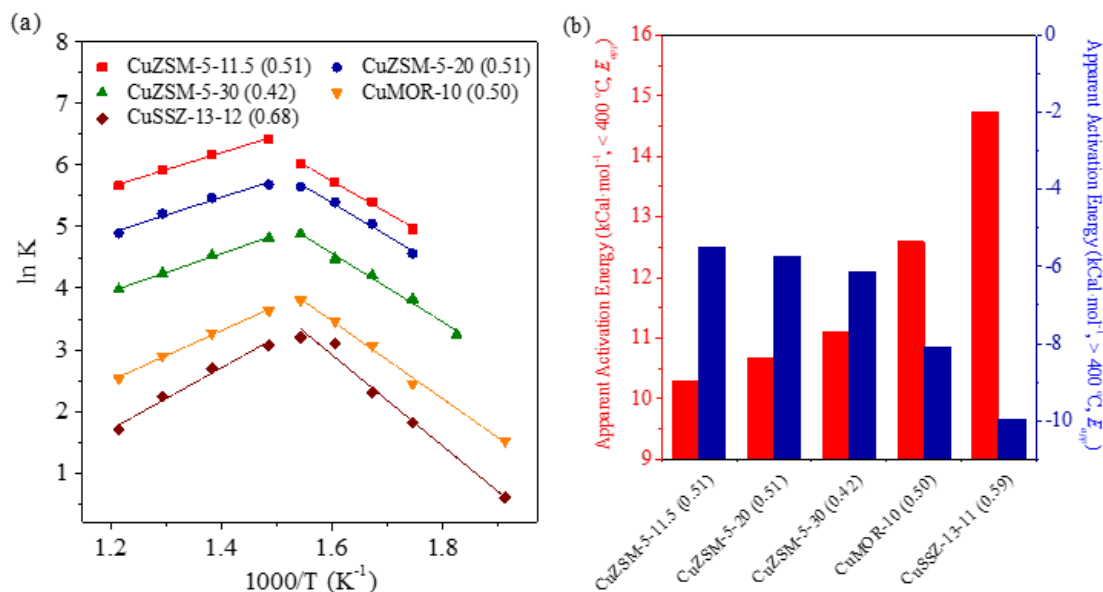 (a)
8
7
6
5
4
3
2
1
ln K
CuZSM-5-11.5 (0.51)
CuZSM-5-20 (0.51)
CuZSM-5-30 (0.42)
CuMOR-10 (0.50)
CuSSZ-13-12 (0.68)
1.2 1.4 1.6 1.8
1000/T (K⁻¹)
(b)
Apparent Activation Energy (kCal·mol⁻¹, < 400 °C, E_app)
16
15
14
13
12
11
10
9
0
-2
-4
-6
-8
-10
Apparent Activation Energy (kCal·mol⁻¹, > 400 °C, E_app)
CuZSM-5-11.5 (0.51)
CuZSM-5-20 (0.51)
CuZSM-5-30 (0.42)
CuMOR-10 (0.50)
CuSSZ-13-11 (0.59)